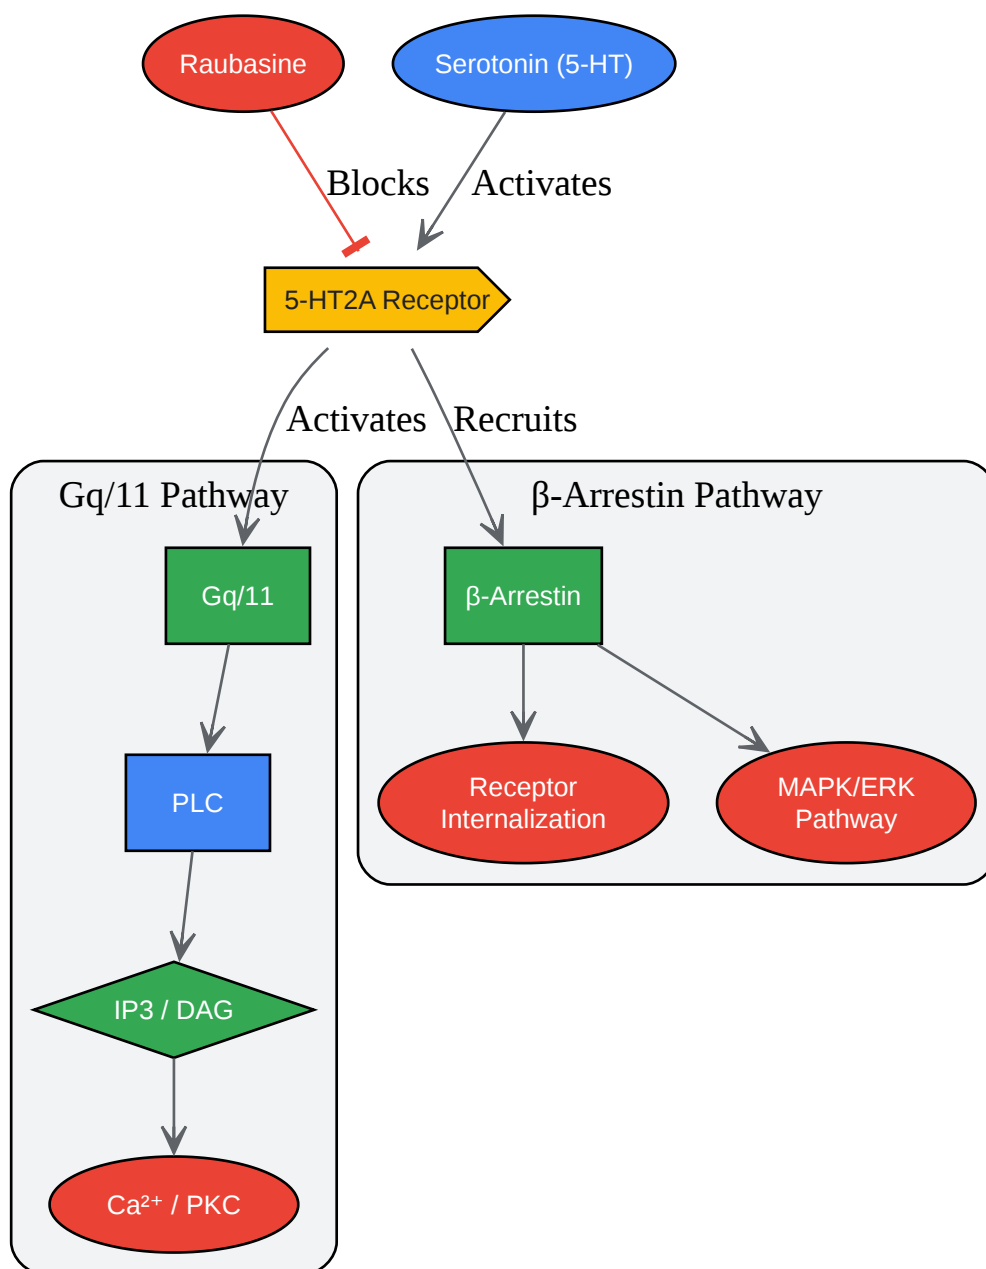 Raubasine
Serotonin (5-HT)
Blocks
Activates
5-HT2A Receptor
Activates
Recruits
Gq/11 Pathway
β-Arrestin Pathway
Gq/11
β-Arrestin
PLC
Receptor
Internalization
MAPK/ERK
Pathway
IP3 / DAG
Ca²⁺ / PKC